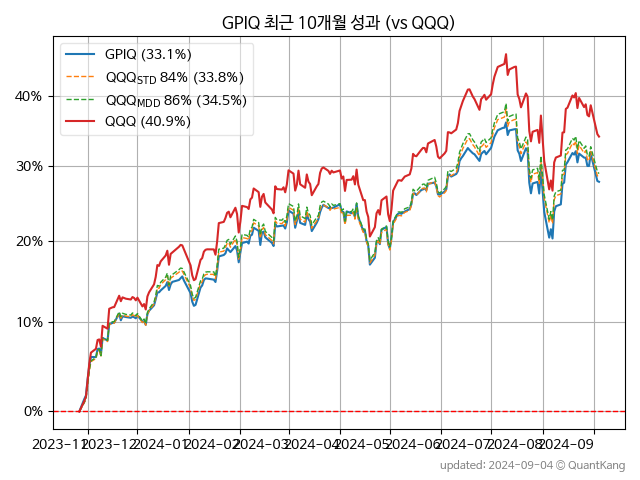 GPIQ 최근 10개월 성과 (vs QQQ)
GPIQ (33.1%)
QQQSTD 84% (33.8%)
QQQMDD 86% (34.5%)
QQQ (40.9%)
40%
30%
20%
10%
0%
2023-11 2023-12 2024-01 2024-02 2024-03 2024-04 2024-05 2024-06 2024-07 2024-08 2024-09
updated: 2024-09-04 © QuantKang